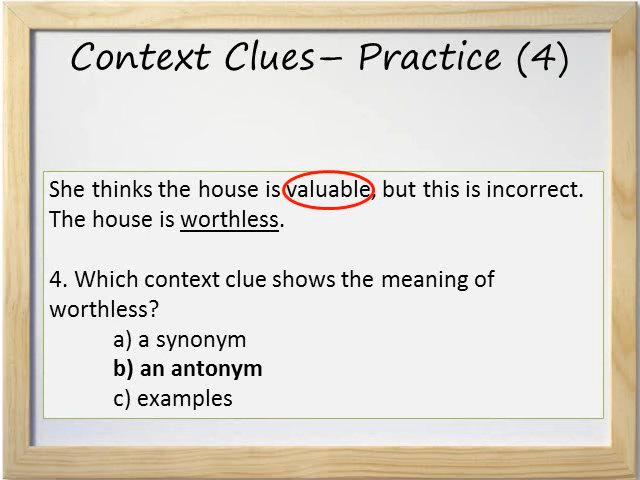 Context Clues– Practice (4)
She thinks the house is valuable, but this is incorrect.
The house is worthless.
4. Which context clue shows the meaning of
worthless?
a) a synonym
b) an antonym
c) examples